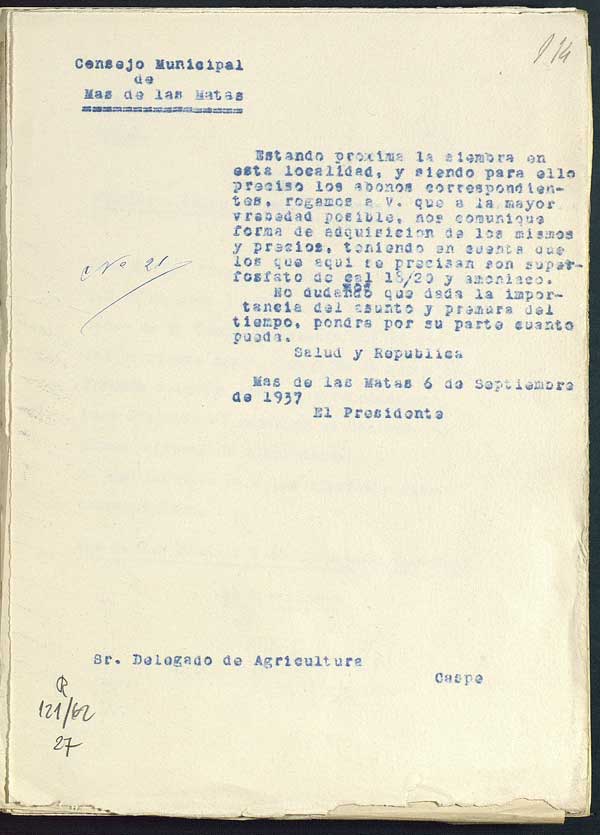 114
Consejo Municipal
de
Mas de las Matas
Estando proxima la siembra en
esta localidad, y siendo para ello
preciso los abonos correspondien-
tes, rogamos a V. que a la mayor
vrebedad posible, nos comunique
forma de adquisicion de los mismos
y precios, teniendo en cuenta que
los que aqui se precisan son super-
fosfato de cal 18/20 y amoniaco.
No dudando que dada la impor-
tancia del asunto y premura del
tiempo, pondra por su parte cuanto
pueda.
Salud y Republica
Nº 21
Mas de las Matas 6 de Septiembre
de 1937
El Presidente
Sr. Delegado de Agricultura
Caspe
R
121/62
27